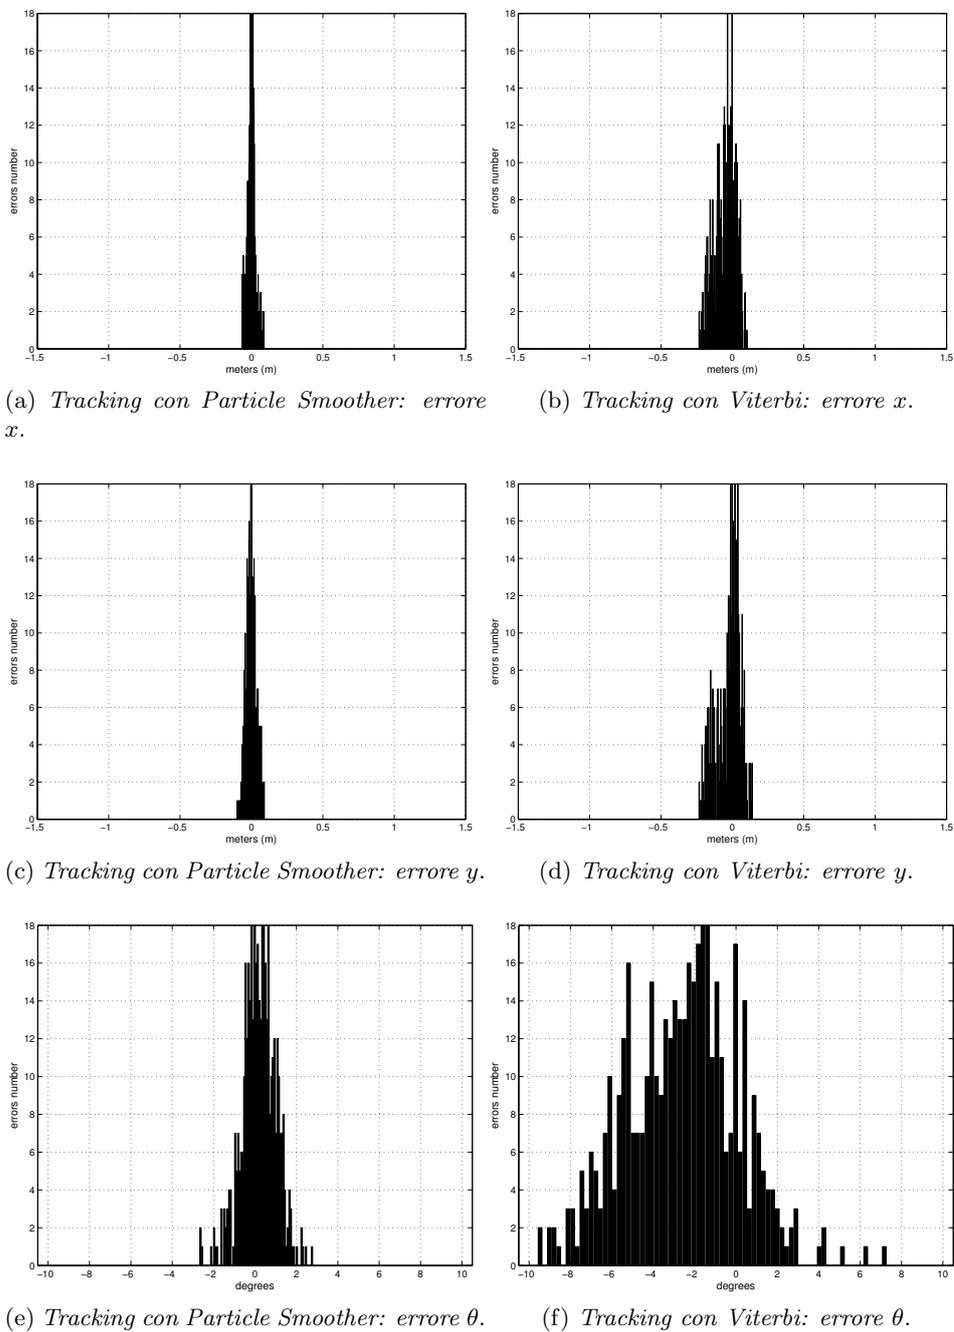 18
16
14
12
10
8
6
4
2
0
errors number
−1.5 −1 −0.5 0 0.5 1 1.5
meters (m)
18
16
14
12
10
8
6
4
2
0
errors number
−1.5 −1 −0.5 0 0.5 1 1.5
meters (m)
(a) Tracking con Particle Smoother: errore
x.
(b) Tracking con Viterbi: errore x.
18
16
14
12
10
8
6
4
2
0
errors number
−1.5 −1 −0.5 0 0.5 1 1.5
meters (m)
18
16
14
12
10
8
6
4
2
0
errors number
−1.5 −1 −0.5 0 0.5 1 1.5
meters (m)
(c) Tracking con Particle Smoother: errore y.
(d) Tracking con Viterbi: errore y.
18
16
14
12
10
8
6
4
2
0
errors number
−10 −8 −6 −4 −2 0 2 4 6 8 10
degrees
18
16
14
12
10
8
6
4
2
0
errors number
−10 −8 −6 −4 −2 0 2 4 6 8 10
degrees
(e) Tracking con Particle Smoother: errore θ.
(f) Tracking con Viterbi: errore θ.